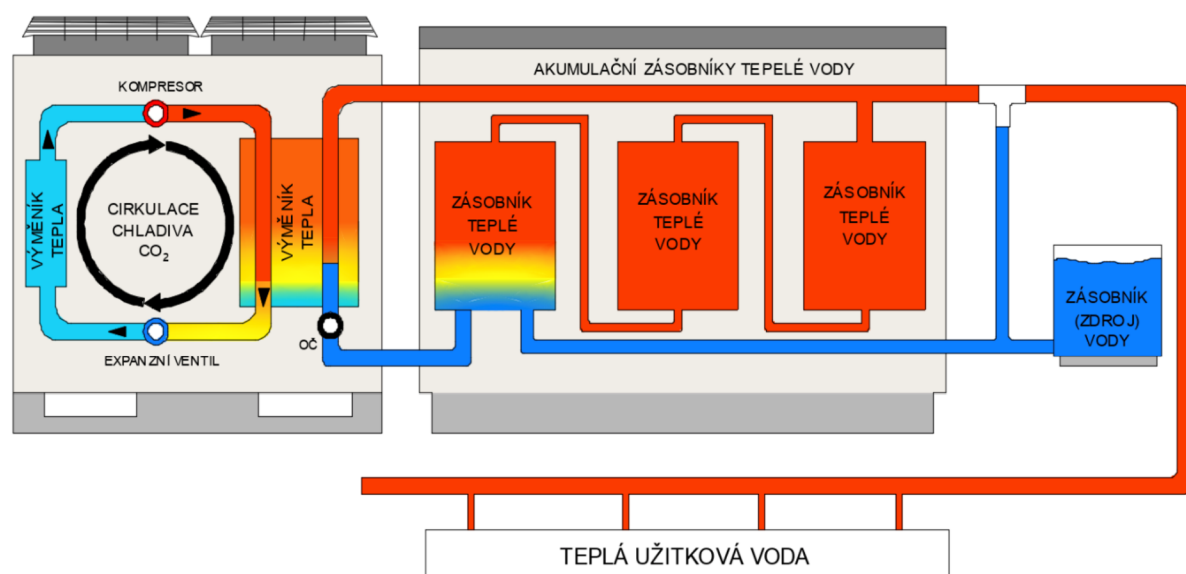 KOMPRESOR
VÝMĚNÍK
TEPLA
CIRKULACE
CHLADIVA
CO₂
VÝMĚNÍK
TEPLA
EXPANZNÍ VENTIL
OČ
AKUMULAČNÍ ZÁSOBNÍKY TEPELÉ VODY
ZÁSOBNÍK
TEPLÉ
VODY
ZÁSOBNÍK
TEPLÉ
VODY
ZÁSOBNÍK
TEPLÉ
VODY
ZÁSOBNÍK
(ZDROJ)
VODY
TEPLÁ UŽITKOVÁ VODA